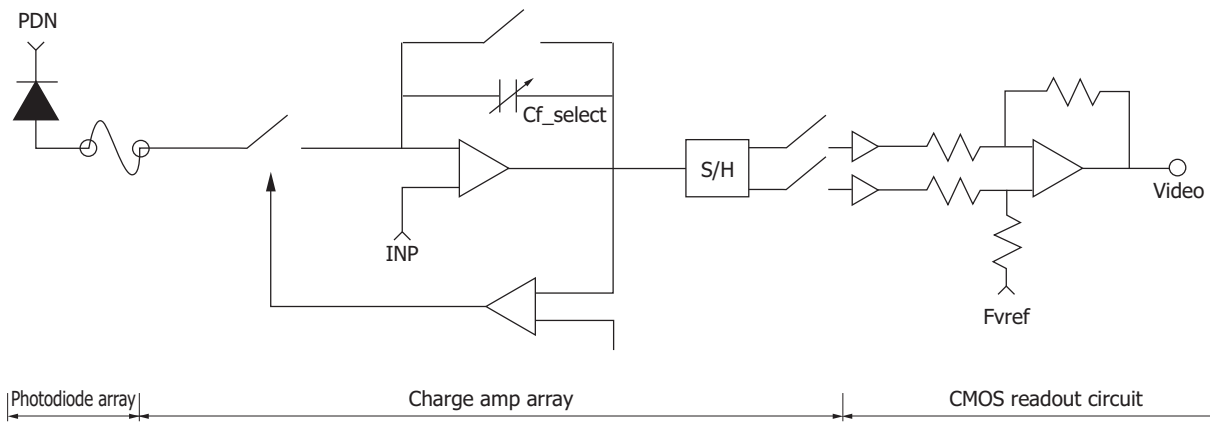 PDN
Cf_select
S/H
Video
INP
Fvref
Photodiode array
Charge amp array
CMOS readout circuit